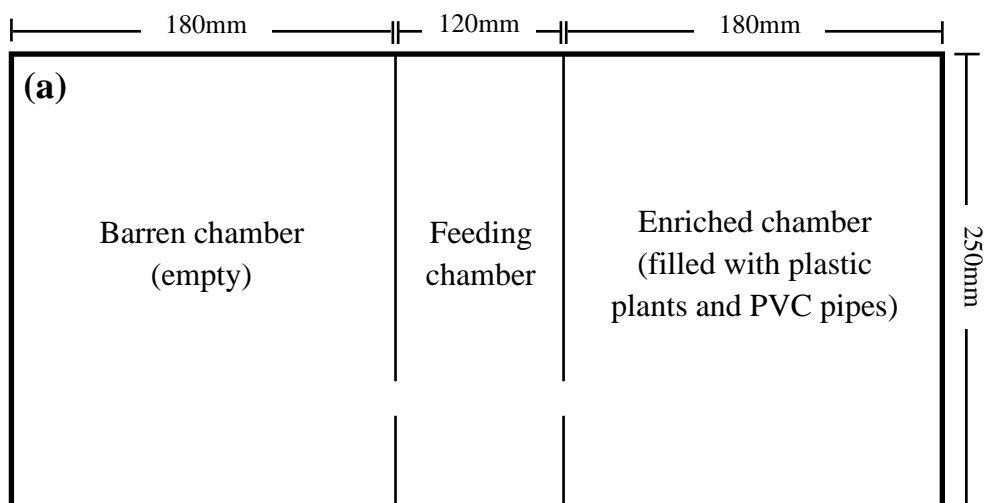 180mm 120mm 180mm
(a)
Barren chamber
(empty)
Feeding
chamber
Enriched chamber
(filled with plastic
plants and PVC pipes)
250mm